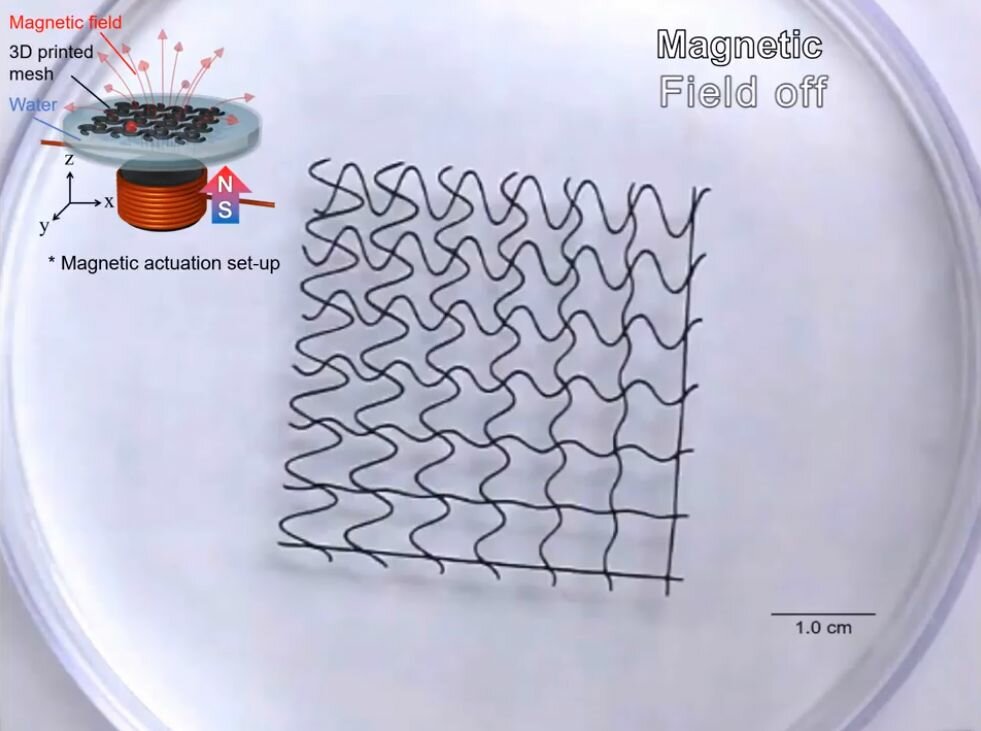 Magnetic field
3D printed
mesh
Water
z
x
y
N
S
* Magnetic actuation set-up
Magnetic
Field off
1.0 cm